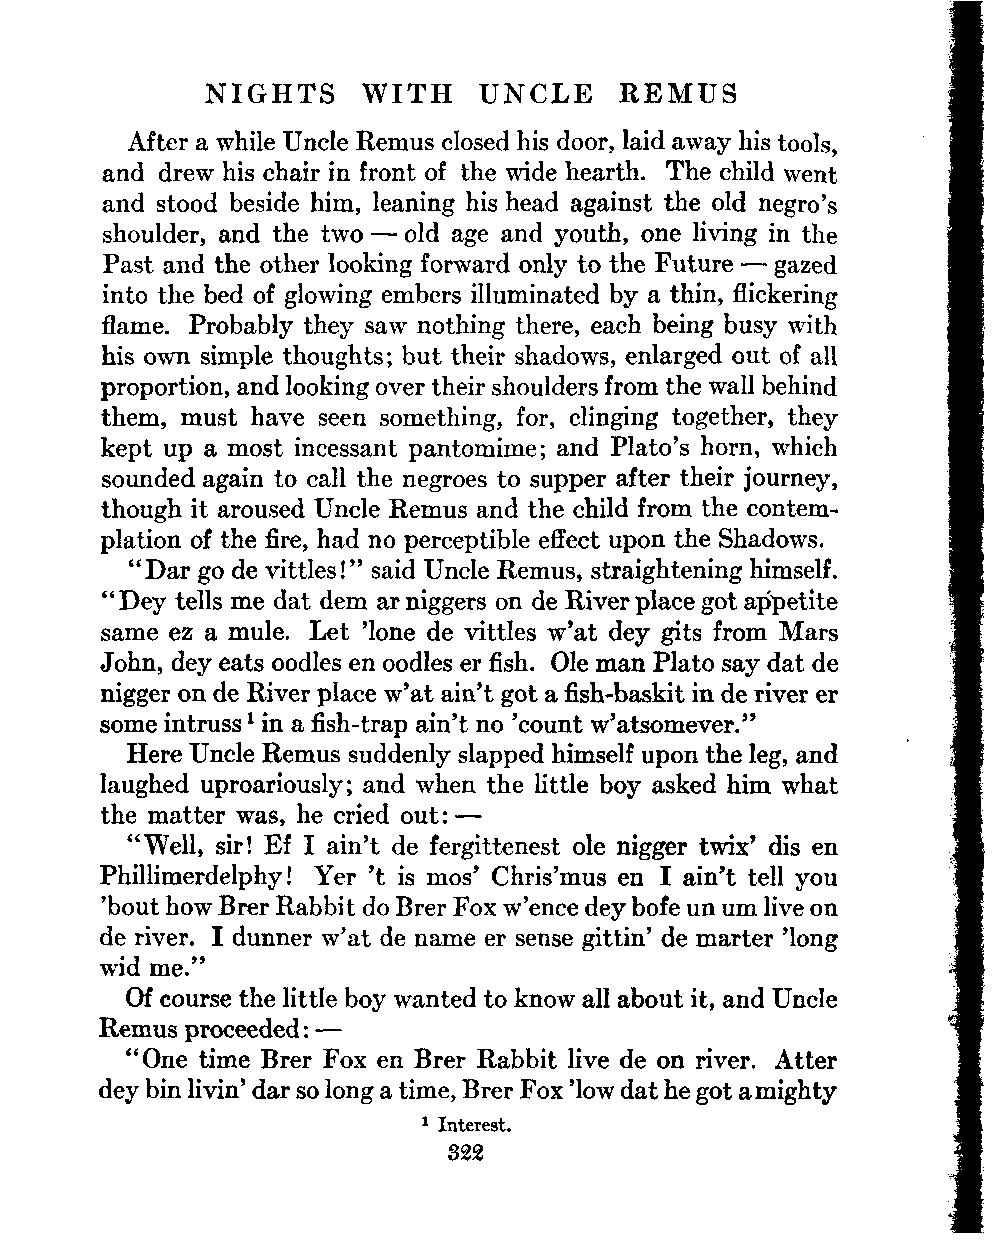 NIGHTS WITH UNCLE REMUS
After a while Uncle Remus closed his door, laid away his tools,
and drew his chair in front of the wide hearth. The child went
and stood beside him, leaning his head against the old negro's
shoulder, and the two — old age and youth, one living in the
Past and the other looking forward only to the Future — gazed
into the bed of glowing embers illuminated by a thin, flickering
flame. Probably they saw nothing there, each being busy with
his own simple thoughts; but their shadows, enlarged out of all
proportion, and looking over their shoulders from the wall behind
them, must have seen something, for, clinging together, they
kept up a most incessant pantomime; and Plato's horn, which
sounded again to call the negroes to supper after their journey,
though it aroused Uncle Remus and the child from the contem-
plation of the fire, had no perceptible effect upon the Shadows.
"Dar go de vittles!" said Uncle Remus, straightening himself.
"Dey tells me dat dem ar niggers on de River place got appetite
same ez a mule. Let 'lone de vittles w'at dey gits from Mars
John, dey eats oodles en oodles er fish. Ole man Plato say dat de
nigger on de River place w'at ain't got a fish-baskit in de river er
some intruss¹ in a fish-trap ain't no 'count w'atsomever."
Here Uncle Remus suddenly slapped himself upon the leg, and
laughed uproariously; and when the little boy asked him what
the matter was, he cried out: —
"Well, sir! Ef I ain't de fergittenest ole nigger twix' dis en
Phillimerdelphy! Yer 't is mos' Chris'mus en I ain't tell you
'bout how Brer Rabbit do Brer Fox w'ence dey bofe un um live on
de river. I dunner w'at de name er sense gittin' de marter 'long
wid me."
Of course the little boy wanted to know all about it, and Uncle
Remus proceeded: —
"One time Brer Fox en Brer Rabbit live de on river. Atter
dey bin livin' dar so long a time, Brer Fox 'low dat he got a mighty
¹ Interest.
322